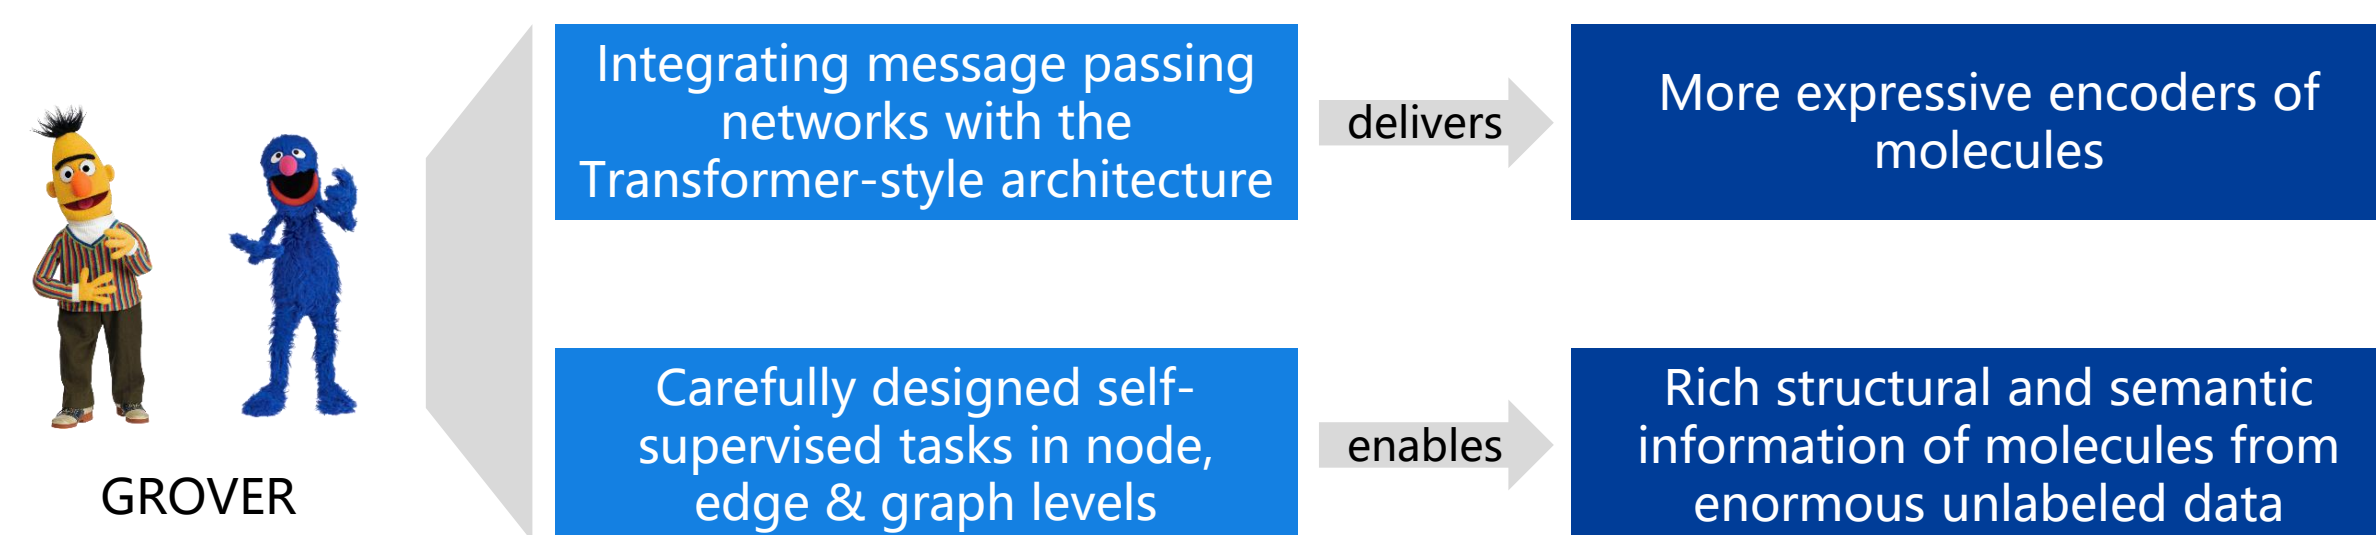 Integrating message passing
networks with the
Transformer-style architecture
delivers
More expressive encoders of
molecules
GROVER
Carefully designed self-
supervised tasks in node,
edge & graph levels
enables
Rich structural and semantic
information of molecules from
enormous unlabeled data